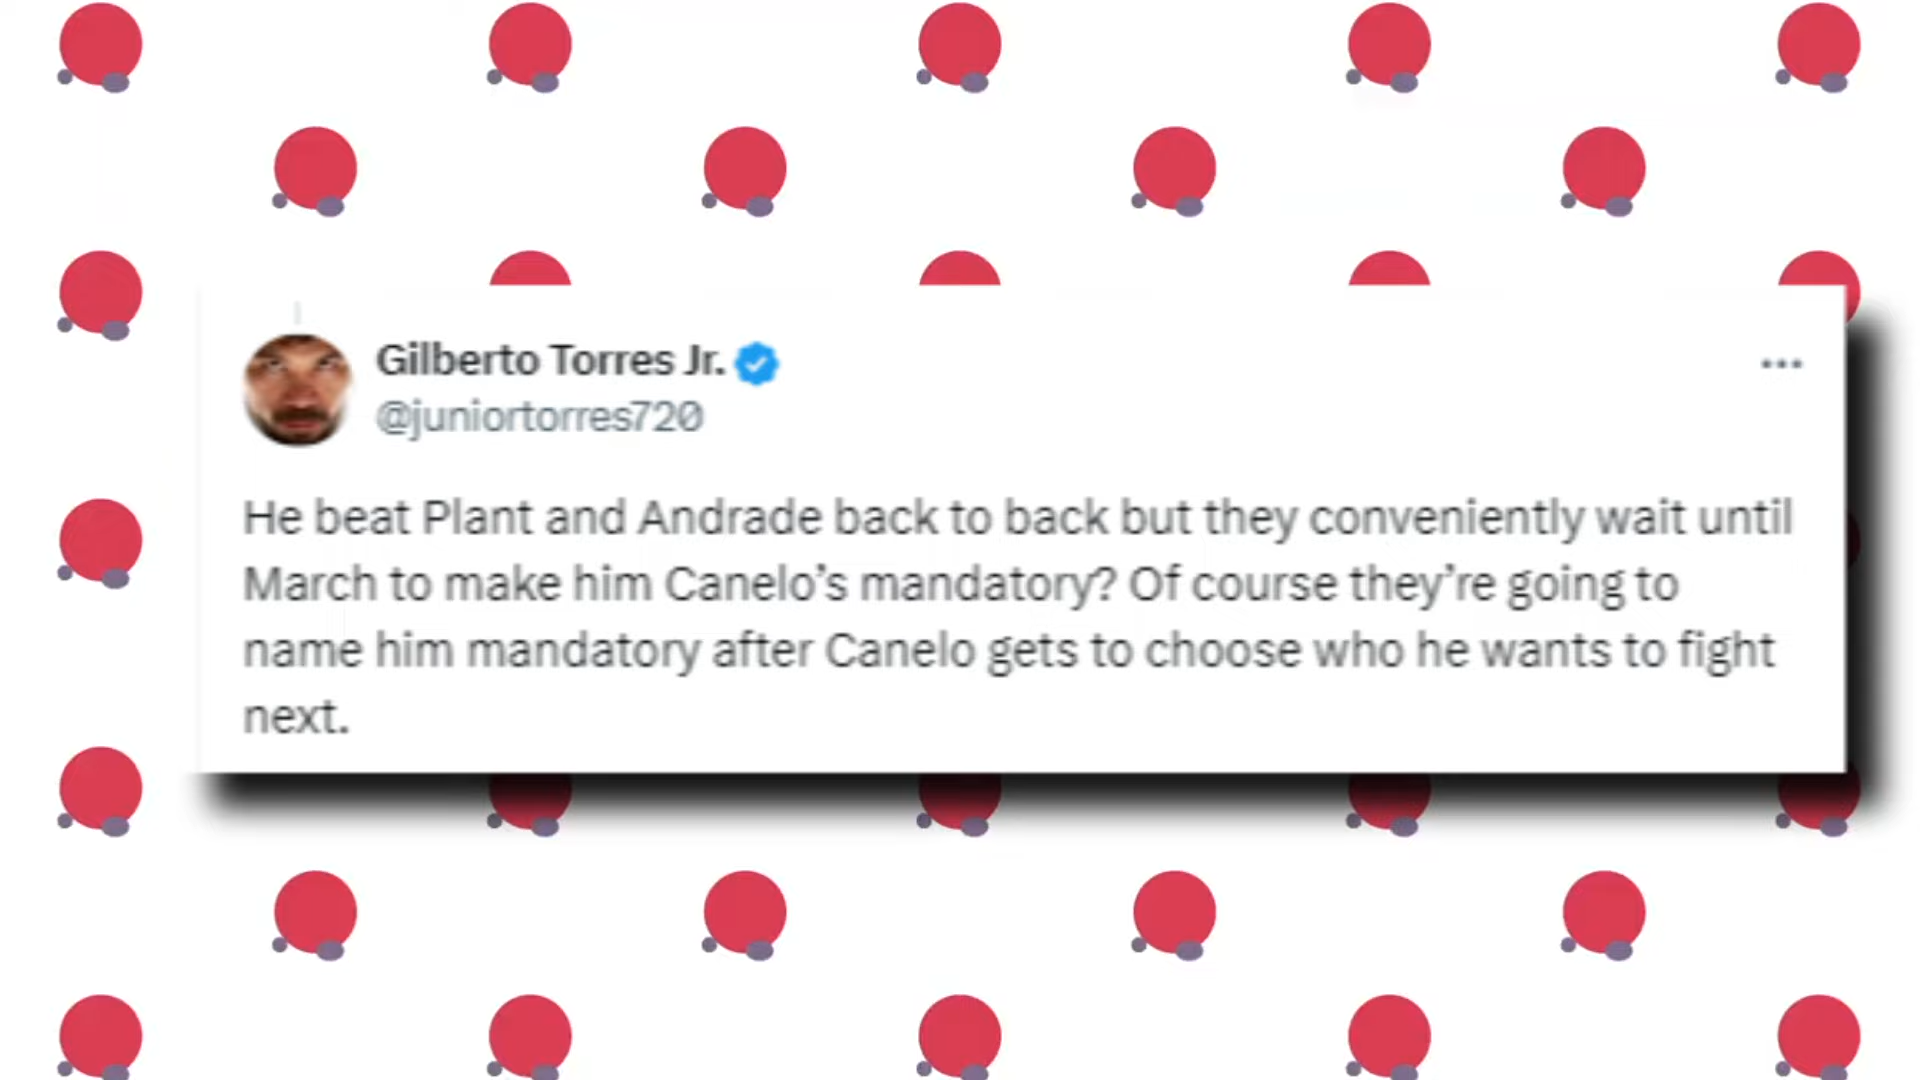 Gilberto Torres Jr.
@juniortorres720
He beat Plant and Andrade back to back but they conveniently wait until
March to make him Canelo’s mandatory? Of course they’re going to
name him mandatory after Canelo gets to choose who he wants to fight
next.